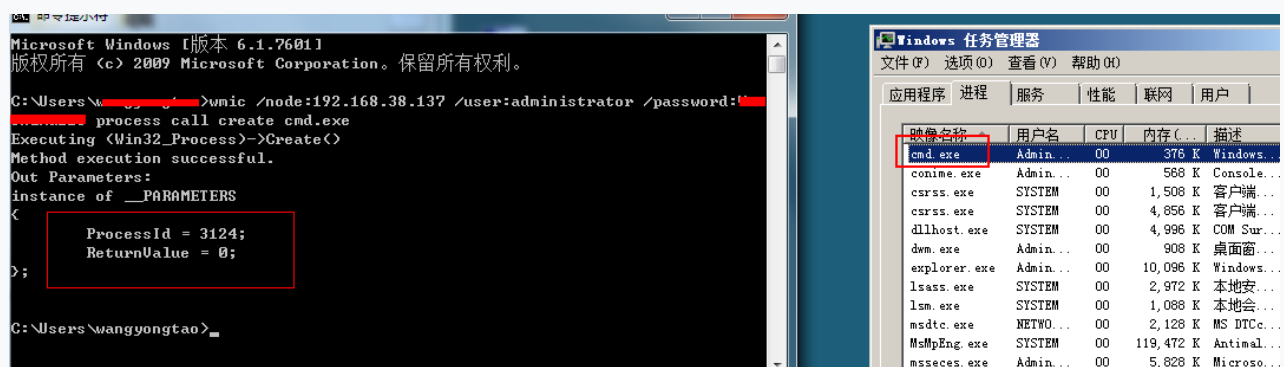 命令提示符
Microsoft Windows [版本 6.1.7601]
版权所有 (c) 2009 Microsoft Corporation。保留所有权利。
C:\Users\w >wmic /node:192.168.38.137 /user:administrator /password:
process call create cmd.exe
Executing (Win32_Process)->Create()
Method execution successful.
Out Parameters:
instance of __PARAMETERS
{
ProcessId = 3124;
ReturnValue = 0;
};
C:\Users\wangyongtao>_
Windows 任务管理器
文件(F) 选项(O) 查看(V) 帮助(H)
应用程序 进程 服务 性能 联网 用户
映像名称 用户名 CPU 内存(... 描述
cmd.exe Admin... 00 376 K Windows...
conime.exe Admin... 00 568 K Console...
csrss.exe SYSTEM 00 1,508 K 客户端...
csrss.exe SYSTEM 00 4,856 K 客户端...
dllhost.exe SYSTEM 00 4,996 K COM Sur...
dwm.exe Admin... 00 908 K 桌面窗...
explorer.exe Admin... 00 10,096 K Windows...
lsass.exe SYSTEM 00 2,972 K 本地安...
lsm.exe SYSTEM 00 1,088 K 本地会...
msdtc.exe NETWO... 00 2,128 K MS DTCc...
MsMpEng.exe SYSTEM 00 119,472 K Antimal...
msseces.exe Admin... 00 5,828 K Microso...